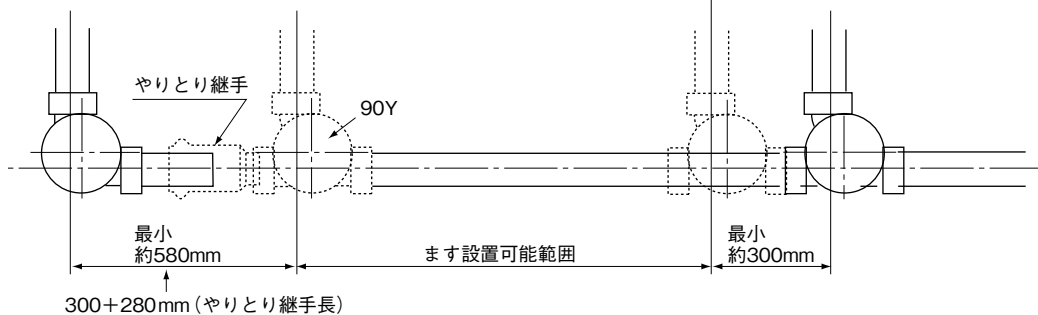 やりとり継手
90Y
最小
約580mm
ます設置可能範囲
最小
約300mm
300+280mm(やりとり継手長)